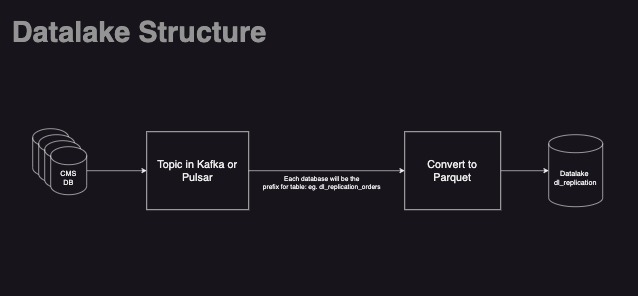 Datalake Structure
CMS
DB
Topic in Kafka or
Pulsar
Each database will be the
prefix for table: eg. dl_replication_orders
Convert to
Parquet
Datalake
dl_replication